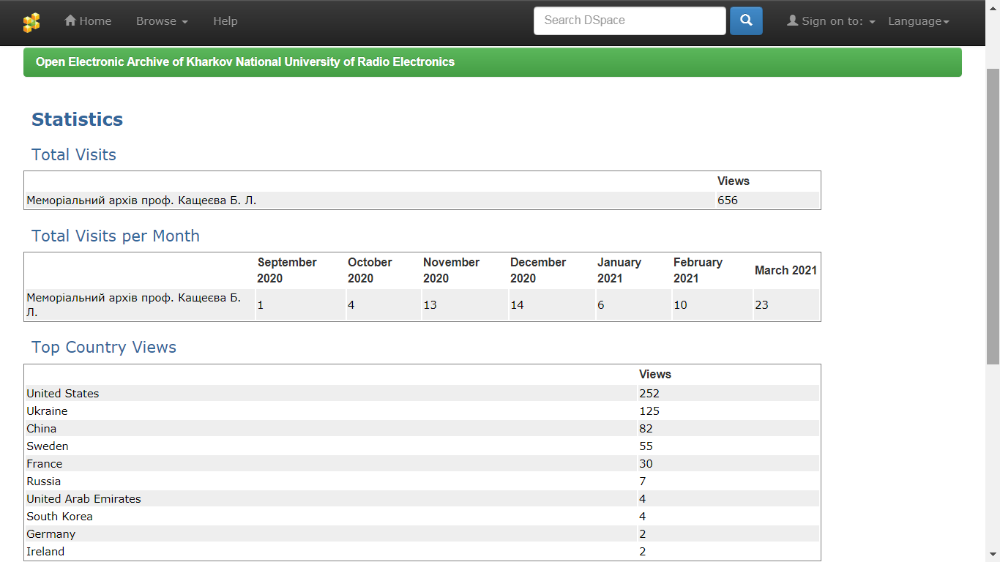 Home Browse Help Search DSpace Sign on to: Language
Open Electronic Archive of Kharkov National University of Radio Electronics
Statistics
Total Visits
Views
Меморіальний архів проф. Кащеєва Б. Л. 656
Total Visits per Month
September 2020 October 2020 November 2020 December 2020 January 2021 February 2021 March 2021
Меморіальний архів проф. Кащеєва Б. Л. 1 4 13 14 6 10 23
Top Country Views
Views
United States 252
Ukraine 125
China 82
Sweden 55
France 30
Russia 7
United Arab Emirates 4
South Korea 4
Germany 2
Ireland 2